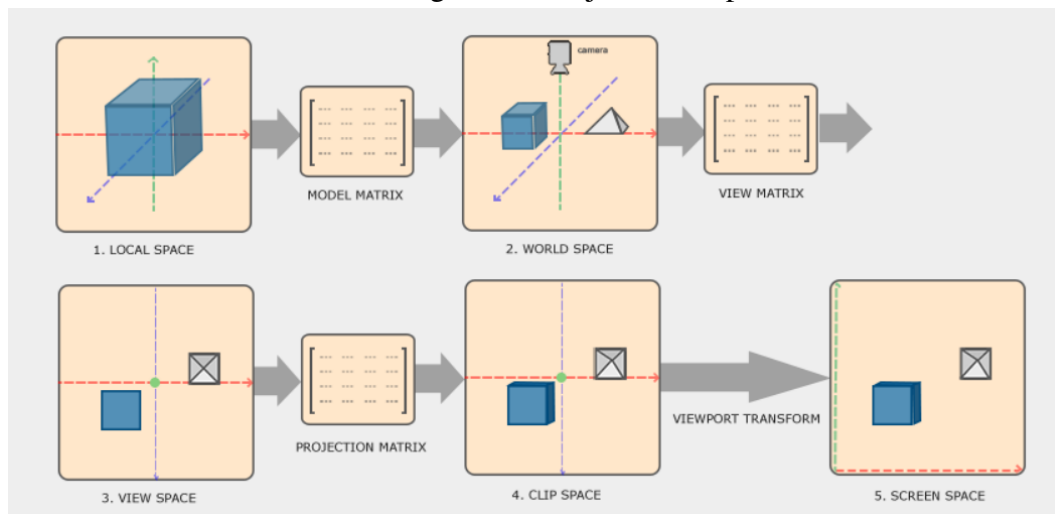 camera
MODEL MATRIX
VIEW MATRIX
1. LOCAL SPACE
2. WORLD SPACE
VIEWPORT TRANSFORM
PROJECTION MATRIX
3. VIEW SPACE
4. CLIP SPACE
5. SCREEN SPACE